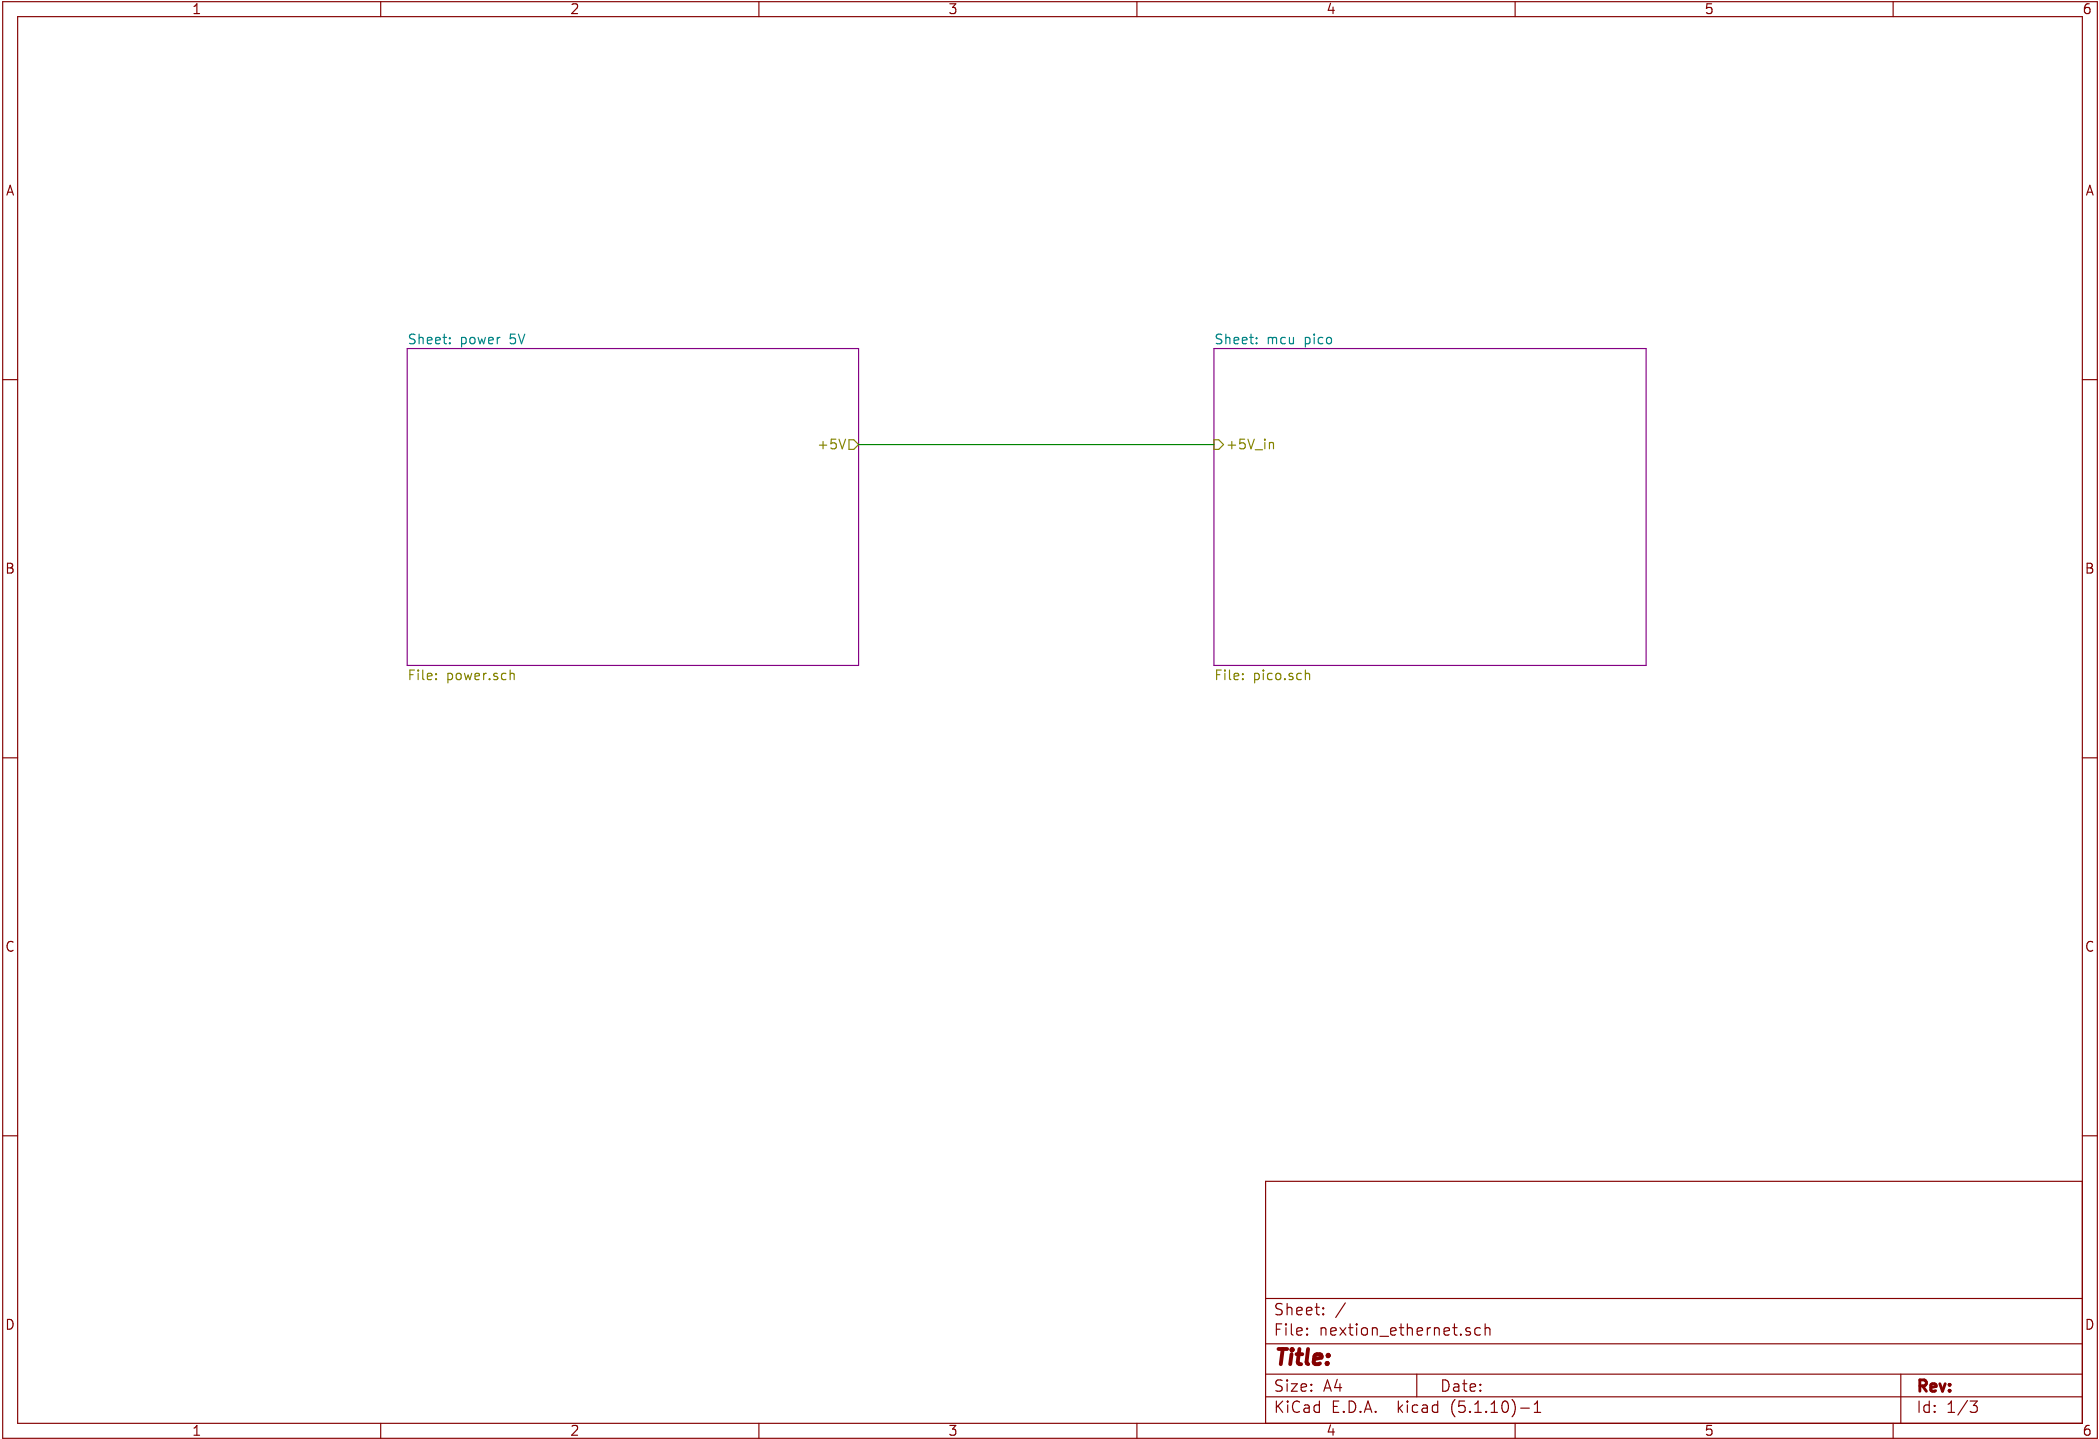 1 2 3 4 5 6
A A
Sheet: power 5V
Sheet: mcu pico
+5V
+5V_in
B B
File: power.sch
File: pico.sch
C C
Sheet: /
File: nextion_ethernet.sch
D D
Title:
Size: A4 Date: Rev:
KiCad E.D.A. kicad (5.1.10)-1 Id: 1/3
1 2 3 4 5 6